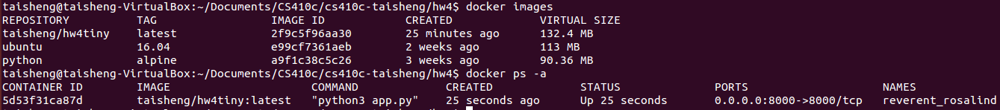 taisheng@taisheng-VirtualBox:~/Documents/CS410c/cs410c-taisheng/hw4$ docker images
REPOSITORY TAG IMAGE ID CREATED VIRTUAL SIZE
taisheng/hw4tiny latest 2f9c5f96aa30 25 minutes ago 132.4 MB
ubuntu 16.04 e99cf7361aeb 2 weeks ago 113 MB
python alpine a9f1c38c5c26 3 weeks ago 90.36 MB
taisheng@taisheng-VirtualBox:~/Documents/CS410c/cs410c-taisheng/hw4$ docker ps -a
CONTAINER ID IMAGE COMMAND CREATED STATUS PORTS NAMES
5d53f31ca87d taisheng/hw4tiny:latest "python3 app.py" 25 seconds ago Up 25 seconds 0.0.0.0:8000->8000/tcp reverent_rosalind